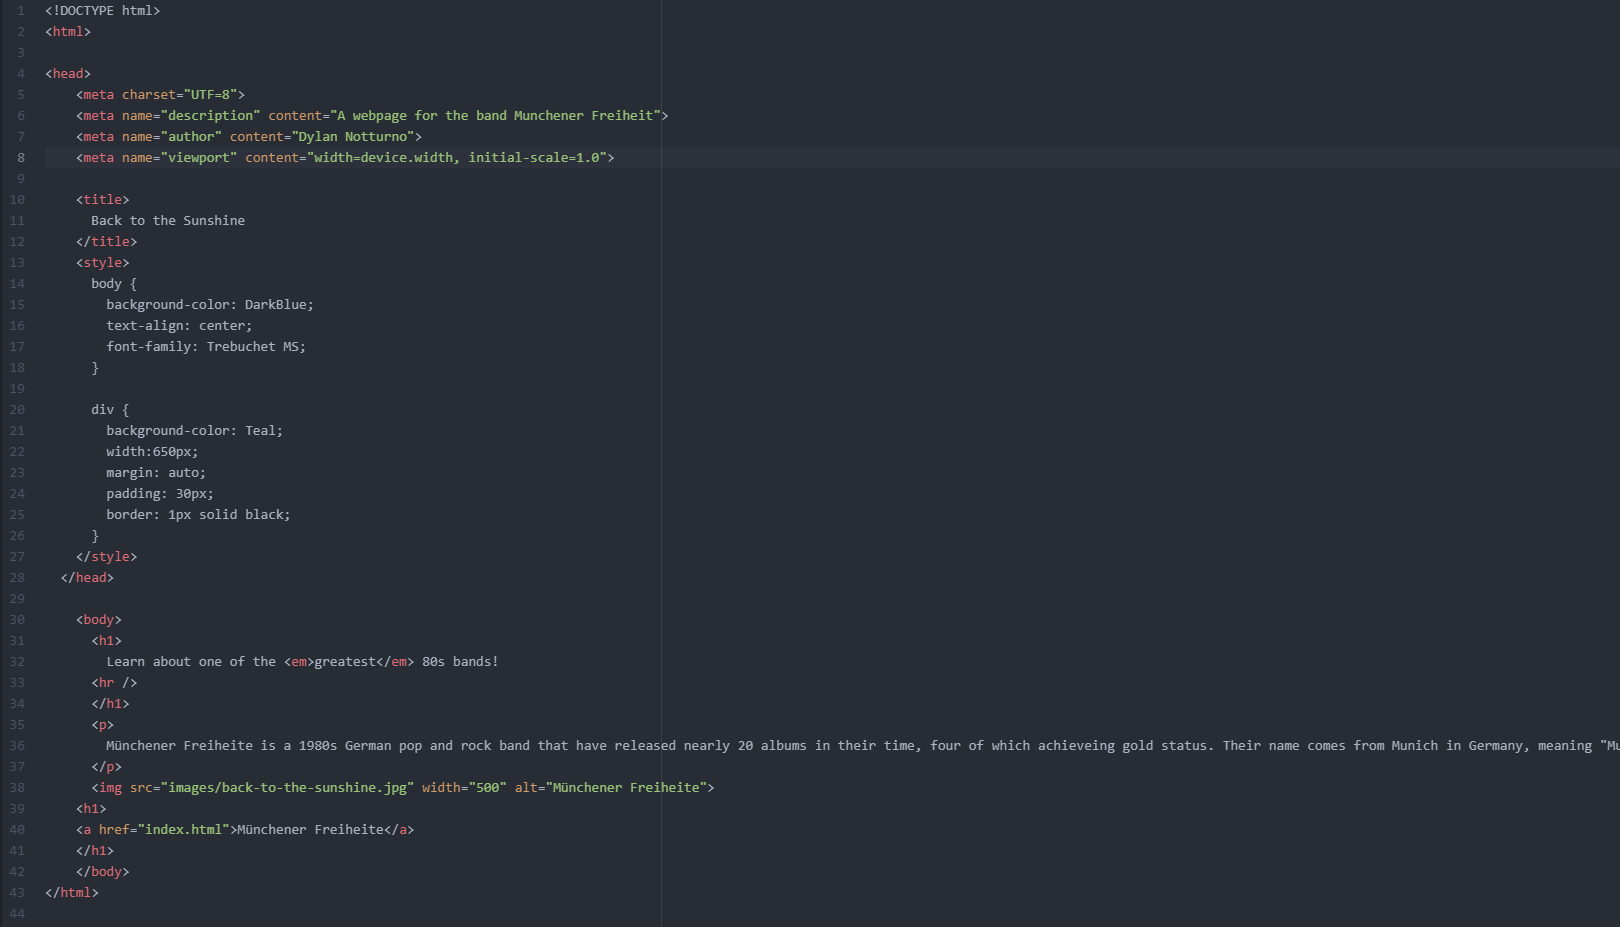 1 <!DOCTYPE html>
2 <html>
3
4 <head>
5     <meta charset="UTF=8">
6     <meta name="description" content="A webpage for the band Munchener Freiheit">
7     <meta name="author" content="Dylan Notturno">
8     <meta name="viewport" content="width=device.width, initial-scale=1.0">
9
10     <title>
11       Back to the Sunshine
12     </title>
13     <style>
14       body {
15         background-color: DarkBlue;
16         text-align: center;
17         font-family: Trebuchet MS;
18       }
19
20       div {
21         background-color: Teal;
22         width:650px;
23         margin: auto;
24         padding: 30px;
25         border: 1px solid black;
26       }
27     </style>
28   </head>
29
30     <body>
31       <h1>
32         Learn about one of the <em>greatest</em> 80s bands!
33       <hr />
34       </h1>
35       <p>
36         Münchener Freiheite is a 1980s German pop and rock band that have released nearly 20 albums in their time, four of which achieveing gold status. Their name comes from Munich in Germany, meaning "Mu
37       </p>
38       <img src="images/back-to-the-sunshine.jpg" width="500" alt="Münchener Freiheite">
39     <h1>
40     <a href="index.html">Münchener Freiheite</a>
41     </h1>
42     </body>
43 </html>
44